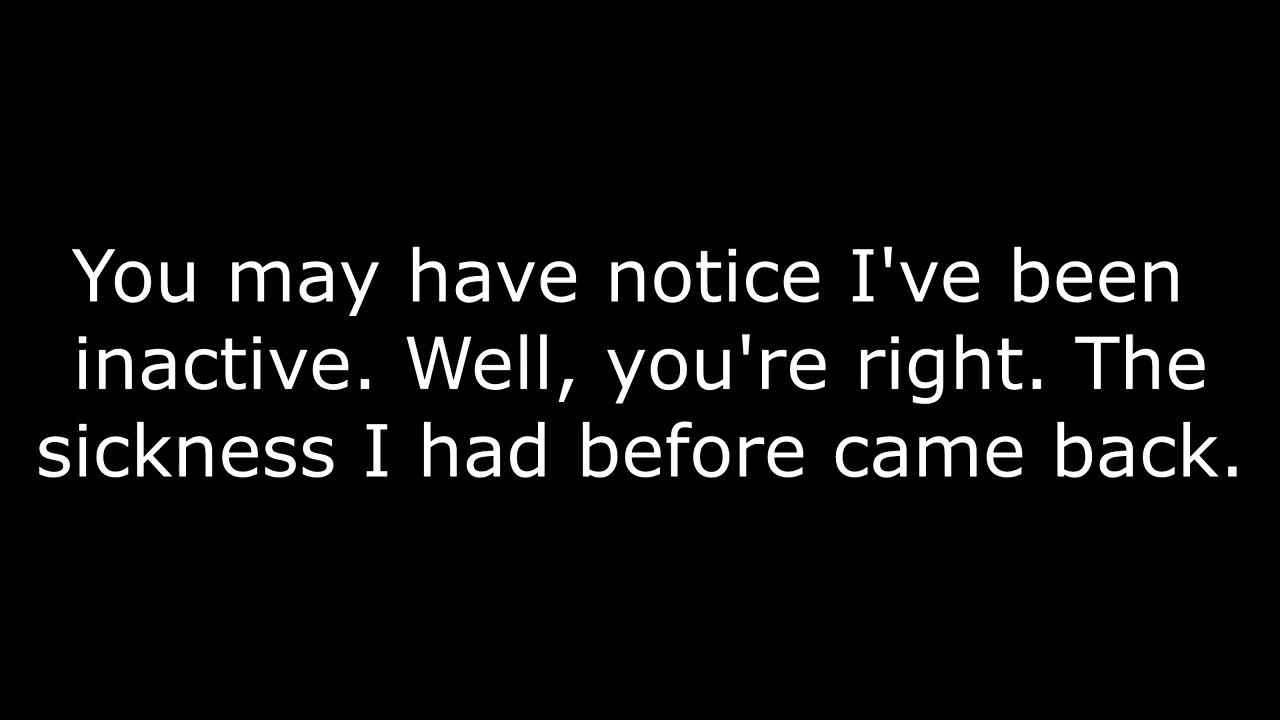 You may have notice I've been
inactive. Well, you're right. The
sickness I had before came back.